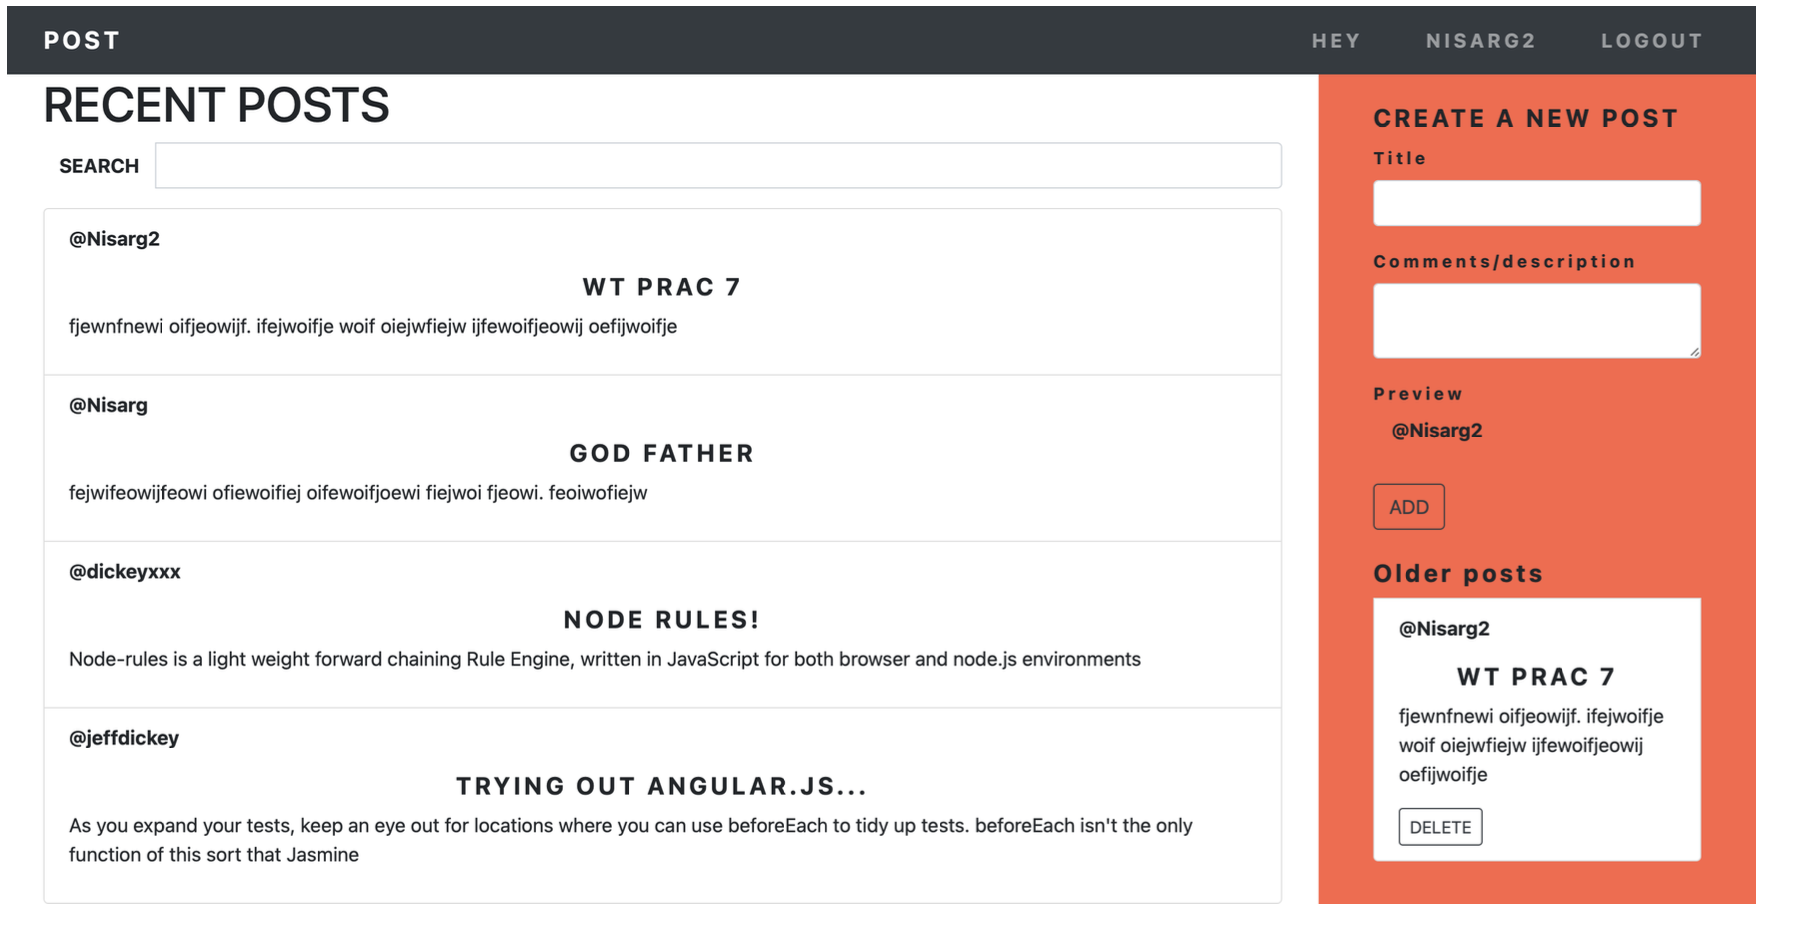 POST
HEY
NISARG2
LOGOUT
RECENT POSTS
SEARCH
@Nisarg2
WT PRAC 7
fjewnfnewi oifjeowijf. ifejwoifje woif oiejwfiejw ijfewoifjeowij oefijwoifje
@Nisarg
GOD FATHER
fejwifeowijfeowi ofiewoifiej oifewoifjoewi fiejwoi fjeowi. feoiwofiejw
@dickeyxxx
NODE RULES!
Node-rules is a light weight forward chaining Rule Engine, written in JavaScript for both browser and node.js environments
@jeffdickey
TRYING OUT ANGULAR.JS...
As you expand your tests, keep an eye out for locations where you can use beforeEach to tidy up tests. beforeEach isn't the only
function of this sort that Jasmine
CREATE A NEW POST
Title
Comments/description
Preview
@Nisarg2
ADD
Older posts
@Nisarg2
WT PRAC 7
fjewnfnewi oifjeowijf. ifejwoifje
woif oiejwfiejw ijfewoifjeowij
oefijwoifje
DELETE